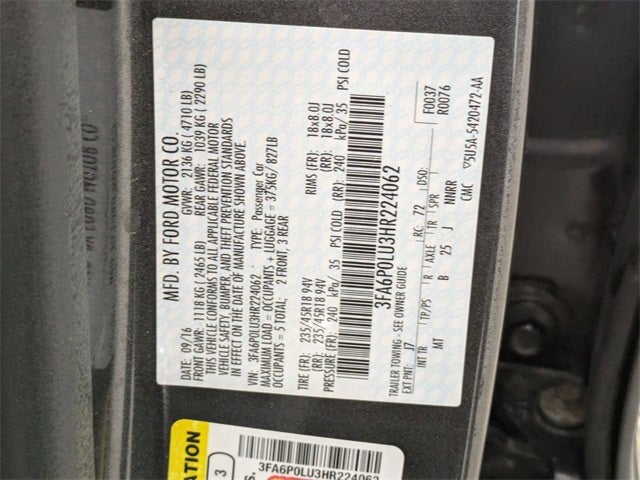 MFD. BY FORD MOTOR CO.
DATE: 09/16 GVWR: 2136 KG ( 4710 LB)
FRONT GAWR: 1118 KG ( 2465 LB) REAR GAWR: 1039 KG ( 2290 LB)
THIS VEHICLE CONFORMS TO ALL APPLICABLE FEDERAL MOTOR
VEHICLE SAFETY, BUMPER, AND THEFT PREVENTION STANDARDS
IN EFFECT ON THE DATE OF MANUFACTURE SHOWN ABOVE.
VIN: 3FA6P0LU3HR224062 TYPE: Passenger Car
MAXIMUM LOAD = OCCUPANTS + LUGGAGE = 375KG/ 827LB
OCCUPANTS = 5 TOTAL: 2 FRONT, 3 REAR
TIRE (FR): 235/45R18 94V RIMS (FR): 18x8.0J
(RR): 235/45R18 94V (RR): 18x8.0J
PRESSURE (FR): 240 kPa/ 35 PSI COLD (RR): 240 kPa/ 35 PSI COLD
3FA6P0LU3HR224062
F0037
R0076
TRAILER TOWING - SEE OWNER GUIDE
EXT PNT: J7 RC: 72 DSO:
INT TR TP/PS R AXLE TR SPR
MT B 25 J NNRR
CMC
5U5A-5420472-AA
3FA6P0LU3HR224062
3